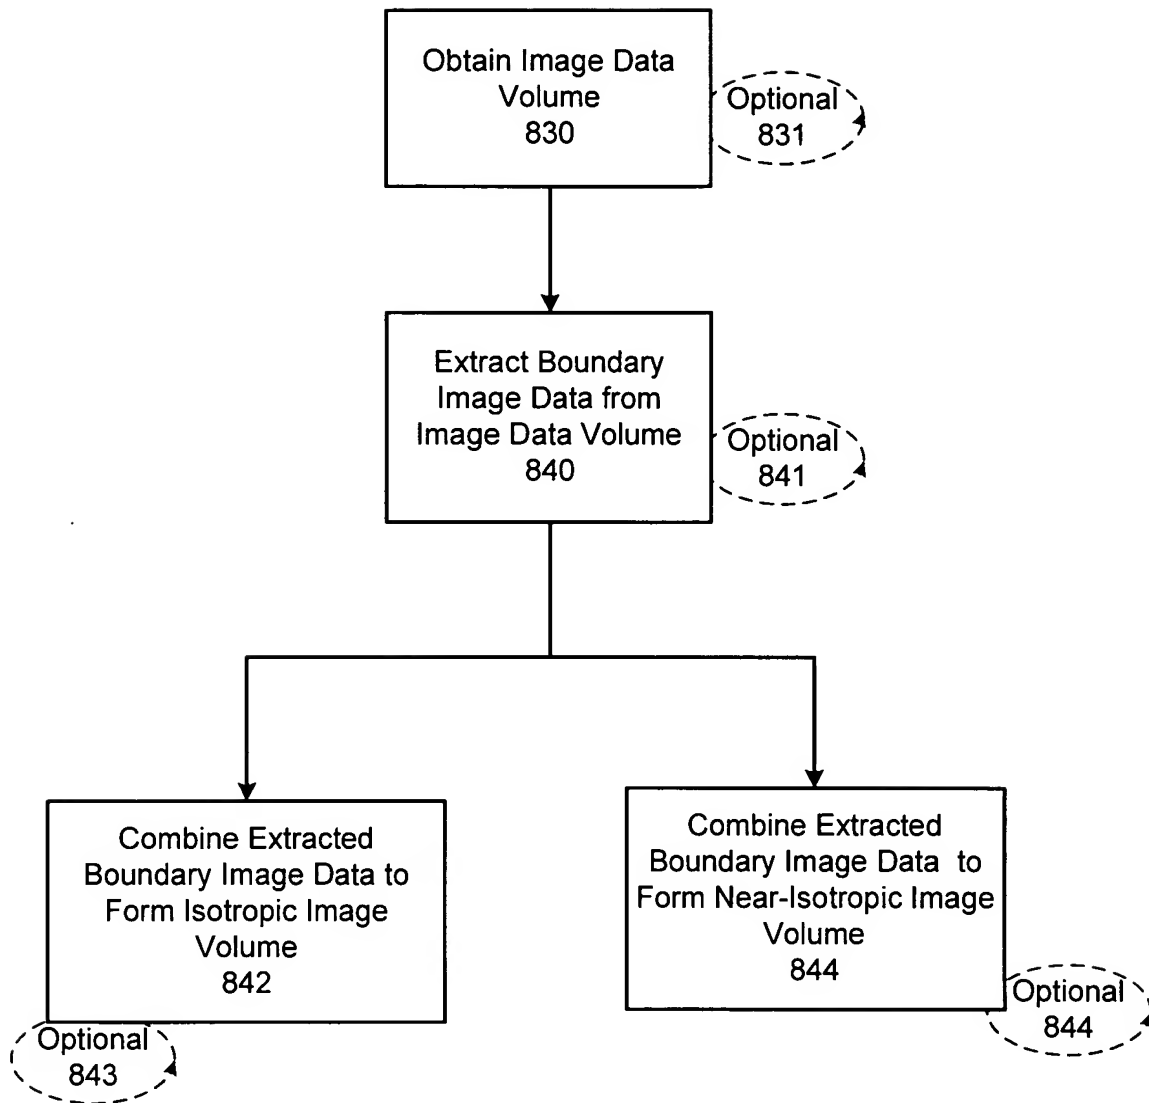 Obtain Image Data
Volume
830
Optional
831
Extract Boundary
Image Data from
Image Data Volume
840
Optional
841
Combine Extracted
Boundary Image Data to
Form Isotropic Image
Volume
842
Optional
843
Combine Extracted
Boundary Image Data to
Form Near-Isotropic Image
Volume
844
Optional
844